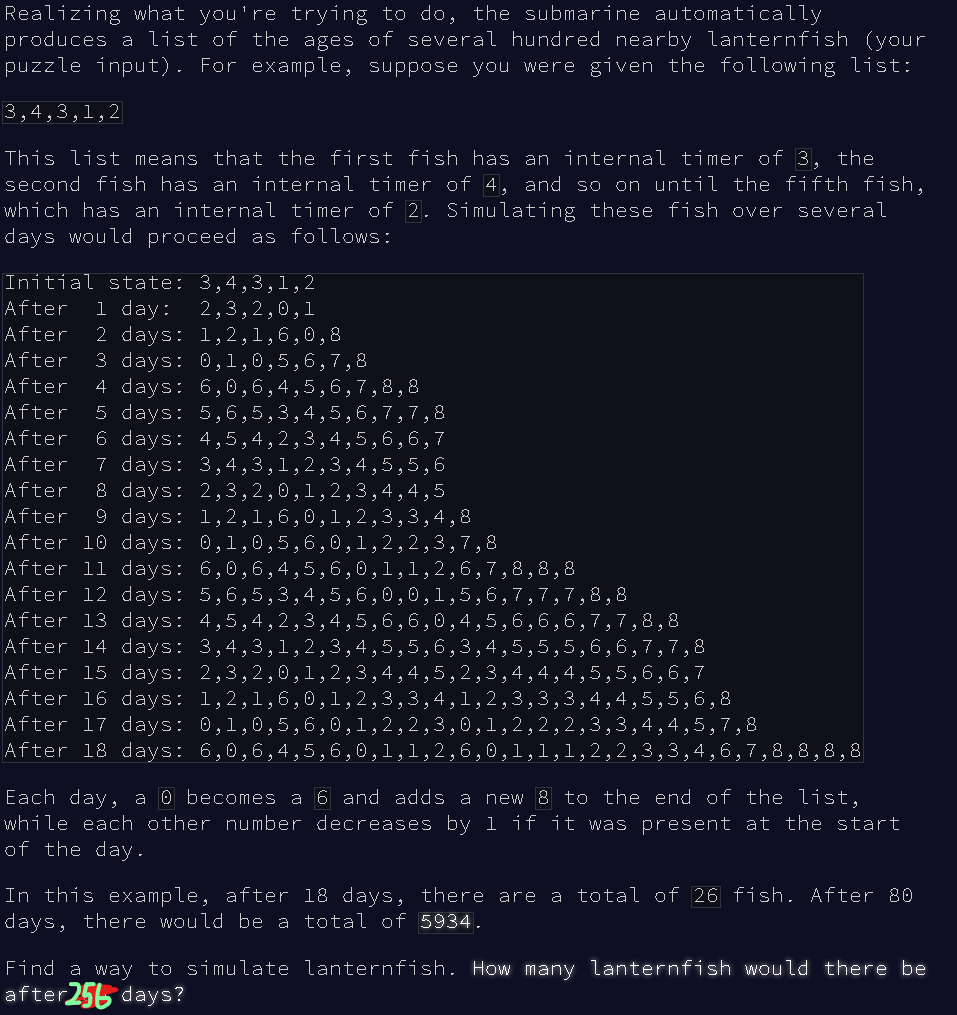 Realizing what you're trying to do, the submarine automatically
produces a list of the ages of several hundred nearby lanternfish (your
puzzle input). For example, suppose you were given the following list:
3,4,3,1,2
This list means that the first fish has an internal timer of 3, the
second fish has an internal timer of 4, and so on until the fifth fish,
which has an internal timer of 2. Simulating these fish over several
days would proceed as follows:
Initial state: 3,4,3,1,2
After  1 day:  2,3,2,0,1
After  2 days: 1,2,1,6,0,8
After  3 days: 0,1,0,5,6,7,8
After  4 days: 6,0,6,4,5,6,7,8,8
After  5 days: 5,6,5,3,4,5,6,7,7,8
After  6 days: 4,5,4,2,3,4,5,6,6,7
After  7 days: 3,4,3,1,2,3,4,5,5,6
After  8 days: 2,3,2,0,1,2,3,4,4,5
After  9 days: 1,2,1,6,0,1,2,3,3,4,8
After 10 days: 0,1,0,5,6,0,1,2,2,3,7,8
After 11 days: 6,0,6,4,5,6,0,1,1,2,6,7,8,8,8
After 12 days: 5,6,5,3,4,5,6,0,0,1,5,6,7,7,7,8,8
After 13 days: 4,5,4,2,3,4,5,6,6,0,4,5,6,6,6,7,7,8,8
After 14 days: 3,4,3,1,2,3,4,5,5,6,3,4,5,5,5,6,6,7,7,8
After 15 days: 2,3,2,0,1,2,3,4,4,5,2,3,4,4,4,5,5,6,6,7
After 16 days: 1,2,1,6,0,1,2,3,3,4,1,2,3,3,3,4,4,5,5,6,8
After 17 days: 0,1,0,5,6,0,1,2,2,3,0,1,2,2,2,3,3,4,4,5,7,8
After 18 days: 6,0,6,4,5,6,0,1,1,2,6,0,1,1,1,2,2,3,3,4,6,7,8,8,8,8
Each day, a 0 becomes a 6 and adds a new 8 to the end of the list,
while each other number decreases by 1 if it was present at the start
of the day.
In this example, after 18 days, there are a total of 26 fish. After 80
days, there would be a total of 5934.
Find a way to simulate lanternfish. How many lanternfish would there be
after 256 days?